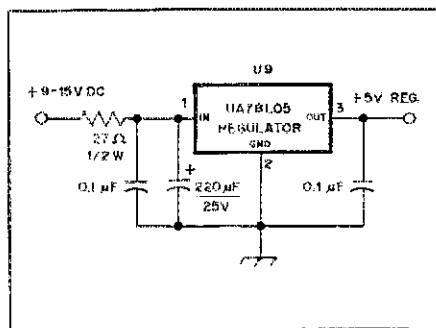 U9
+9-15V DC
1
UA78L05
IN
OUT
REGULATOR
GND
3
+5V REG.
27Ω
1/2 W
2
0.1 µF
+
220 µF
25V
0.1 µF